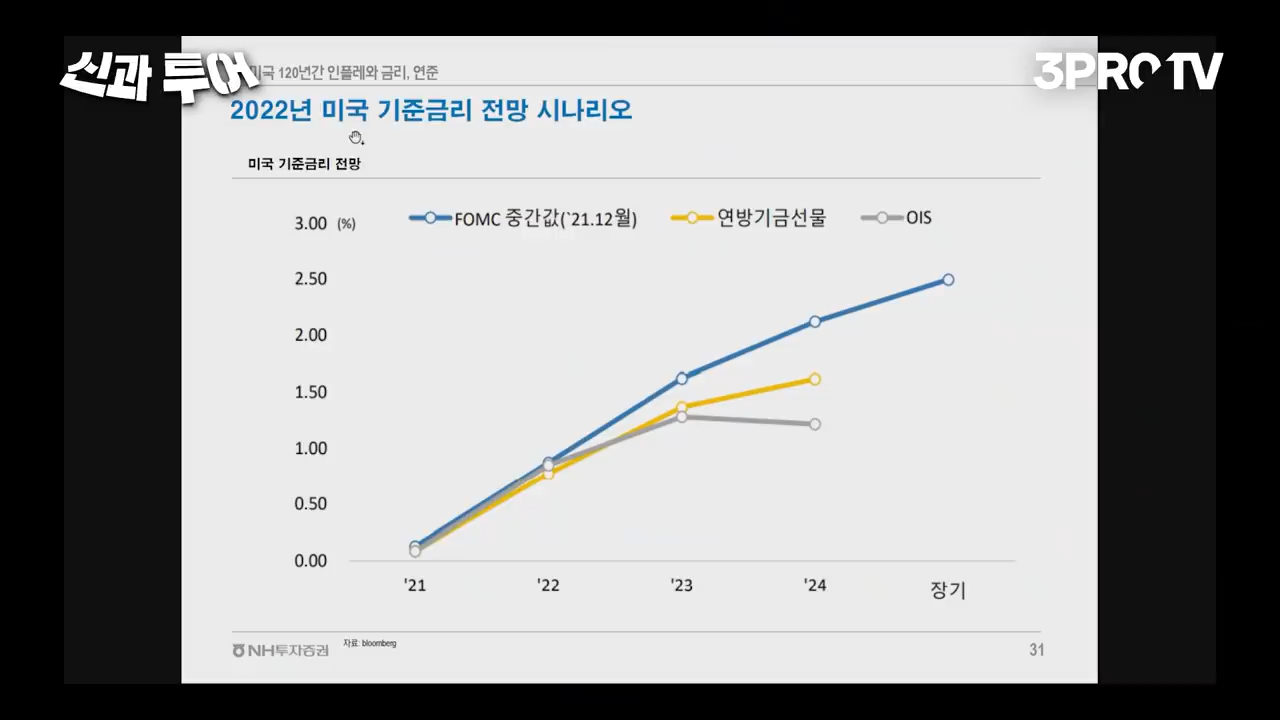 신과 투어
3PROTV
미국 120년간 인플레와 금리, 연준
2022년 미국 기준금리 전망 시나리오
미국 기준금리 전망
3.00 (%)
FOMC 중간값(`21.12월) 연방기금선물 OIS
2.50
2.00
1.50
1.00
0.50
0.00
'21 '22 '23 '24 장기
NH투자증권 자료: bloomberg 31